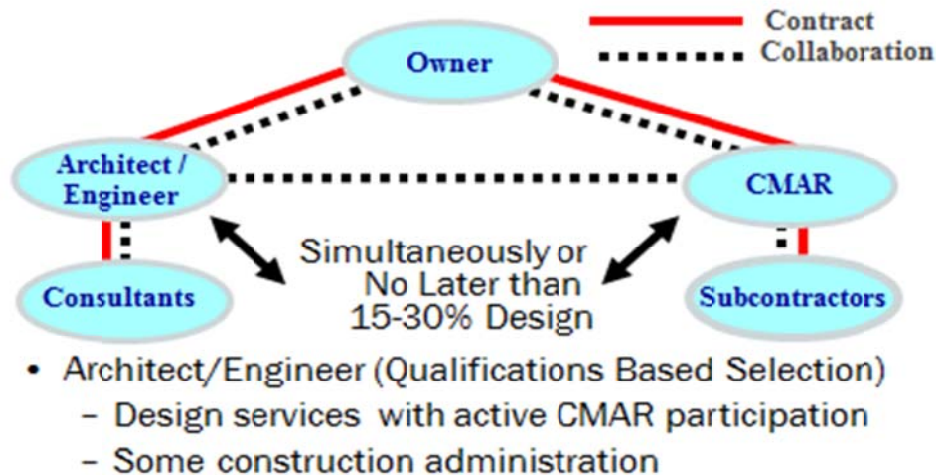 Contract
Collaboration
Owner
Architect /
Engineer
CMAR
Simultaneously or
No Later than
15-30% Design
Consultants
Subcontractors
• Architect/Engineer (Qualifications Based Selection)
– Design services with active CMAR participation
– Some construction administration